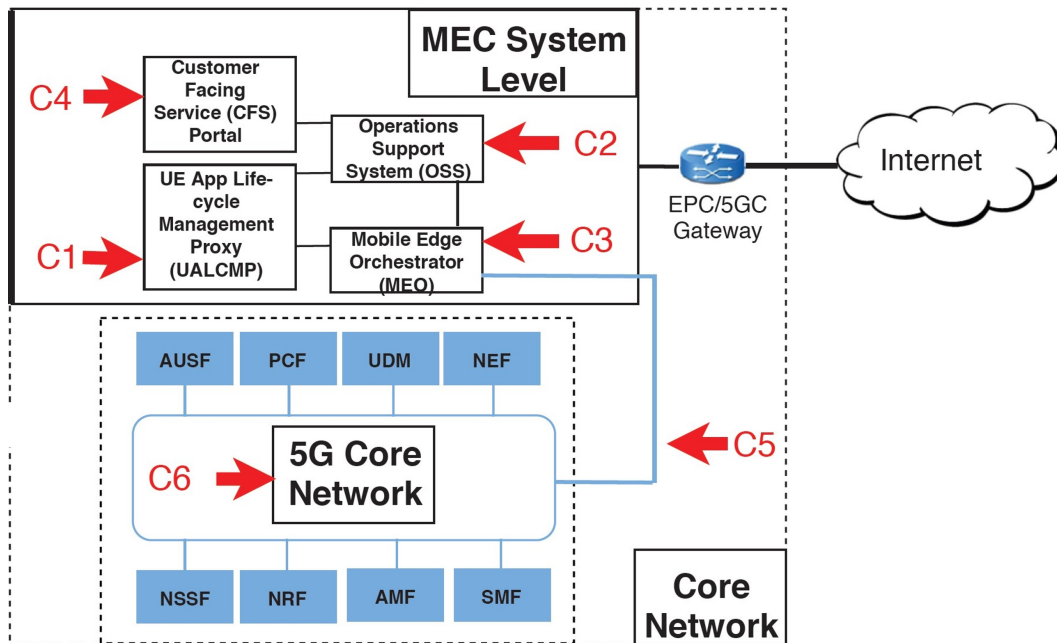 MEC System
Level
C4
Customer
Facing
Service (CFS)
Portal
Operations
Support
System (OSS)
C2
UE App Life-
cycle
Management
Proxy
(UALCMP)
C1
Mobile Edge
Orchestrator
(MEO)
C3
EPC/5GC
Gateway
Internet
AUSF
PCF
UDM
NEF
C5
C6
5G Core
Network
NSSF
NRF
AMF
SMF
Core
Network